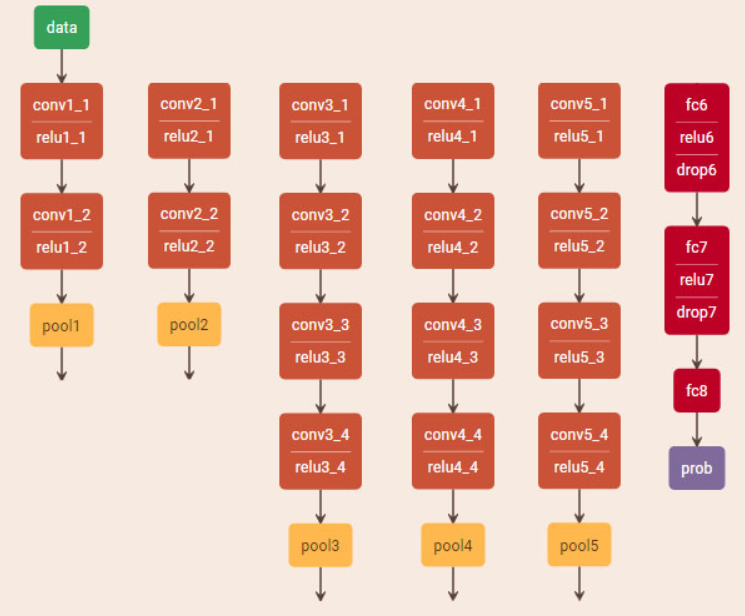 data
conv1_1
relu1_1
conv1_2
relu1_2
pool1
conv2_1
relu2_1
conv2_2
relu2_2
pool2
conv3_1
relu3_1
conv3_2
relu3_2
conv3_3
relu3_3
conv3_4
relu3_4
pool3
conv4_1
relu4_1
conv4_2
relu4_2
conv4_3
relu4_3
conv4_4
relu4_4
pool4
conv5_1
relu5_1
conv5_2
relu5_2
conv5_3
relu5_3
conv5_4
relu5_4
pool5
fc6
relu6
drop6
fc7
relu7
drop7
fc8
prob